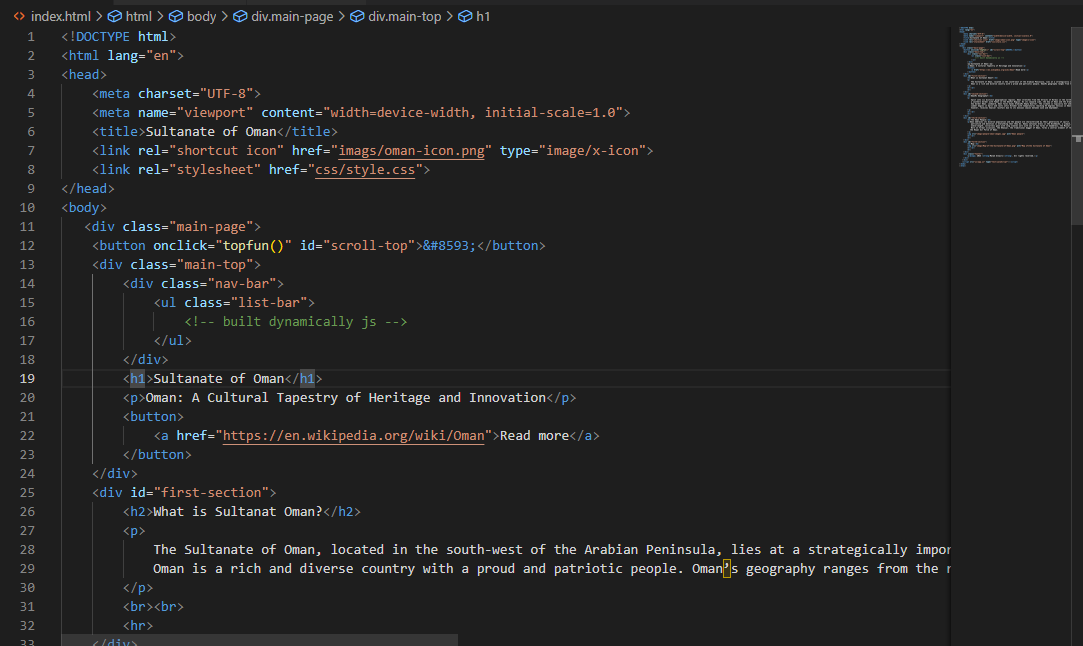 index.html > html > body > div.main-page > div.main-top > h1
1 <!DOCTYPE html>
2 <html lang="en">
3 <head>
4 <meta charset="UTF-8">
5 <meta name="viewport" content="width=device-width, initial-scale=1.0">
6 <title>Sultanate of Oman</title>
7 <link rel="shortcut icon" href="imags/oman-icon.png" type="image/x-icon">
8 <link rel="stylesheet" href="css/style.css">
9 </head>
10 <body>
11 <div class="main-page">
12 <button onclick="topfun()" id="scroll-top">&#8593;</button>
13 <div class="main-top">
14 <div class="nav-bar">
15 <ul class="list-bar">
16 <!-- built dynamically js -->
17 </ul>
18 </div>
19 <h1>Sultanate of Oman</h1>
20 <p>Oman: A Cultural Tapestry of Heritage and Innovation</p>
21 <button>
22 <a href="https://en.wikipedia.org/wiki/Oman">Read more</a>
23 </button>
24 </div>
25 <div id="first-section">
26 <h2>What is Sultanat Oman?</h2>
27 <p>
28 The Sultanate of Oman, located in the south-west of the Arabian Peninsula, lies at a strategically impor
29 Oman is a rich and diverse country with a proud and patriotic people. Oman’s geography ranges from the
30 </p>
31 <br><br>
32 <hr>
33 </div>